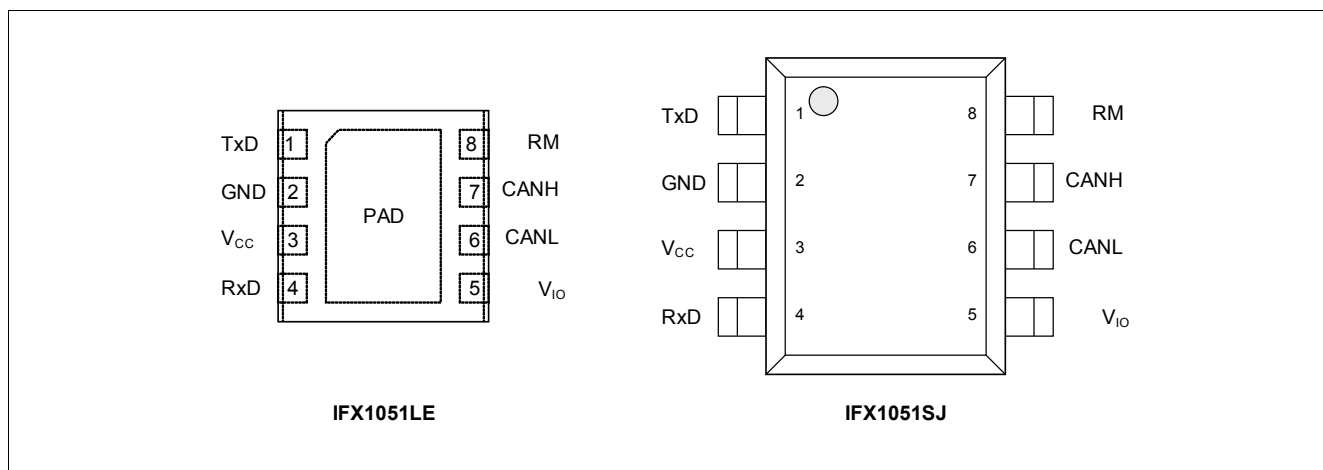 TxD 1 8 RM
GND 2 7 CANH
PAD
VCC 3 6 CANL
RxD 4 5 VIO
IFX1051LE
TxD 1 8 RM
GND 2 7 CANH
VCC 3 6 CANL
RxD 4 5 VIO
IFX1051SJ